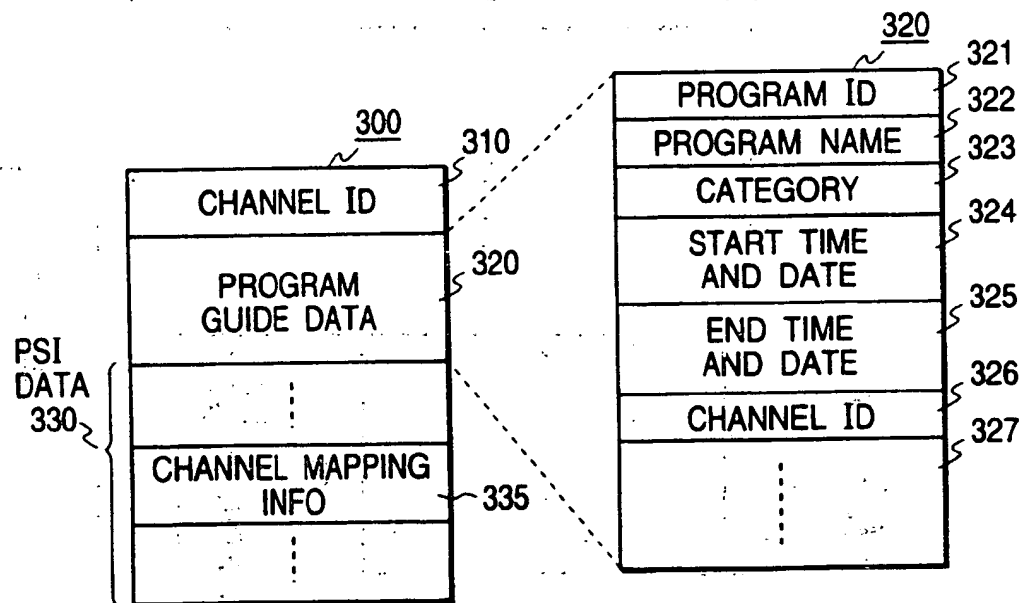 300
310
CHANNEL ID
PROGRAM
GUIDE DATA
320
PSI
DATA
330
CHANNEL MAPPING
INFO
335
320
321
PROGRAM ID
322
PROGRAM NAME
323
CATEGORY
324
START TIME
AND DATE
325
END TIME
AND DATE
326
CHANNEL ID
327